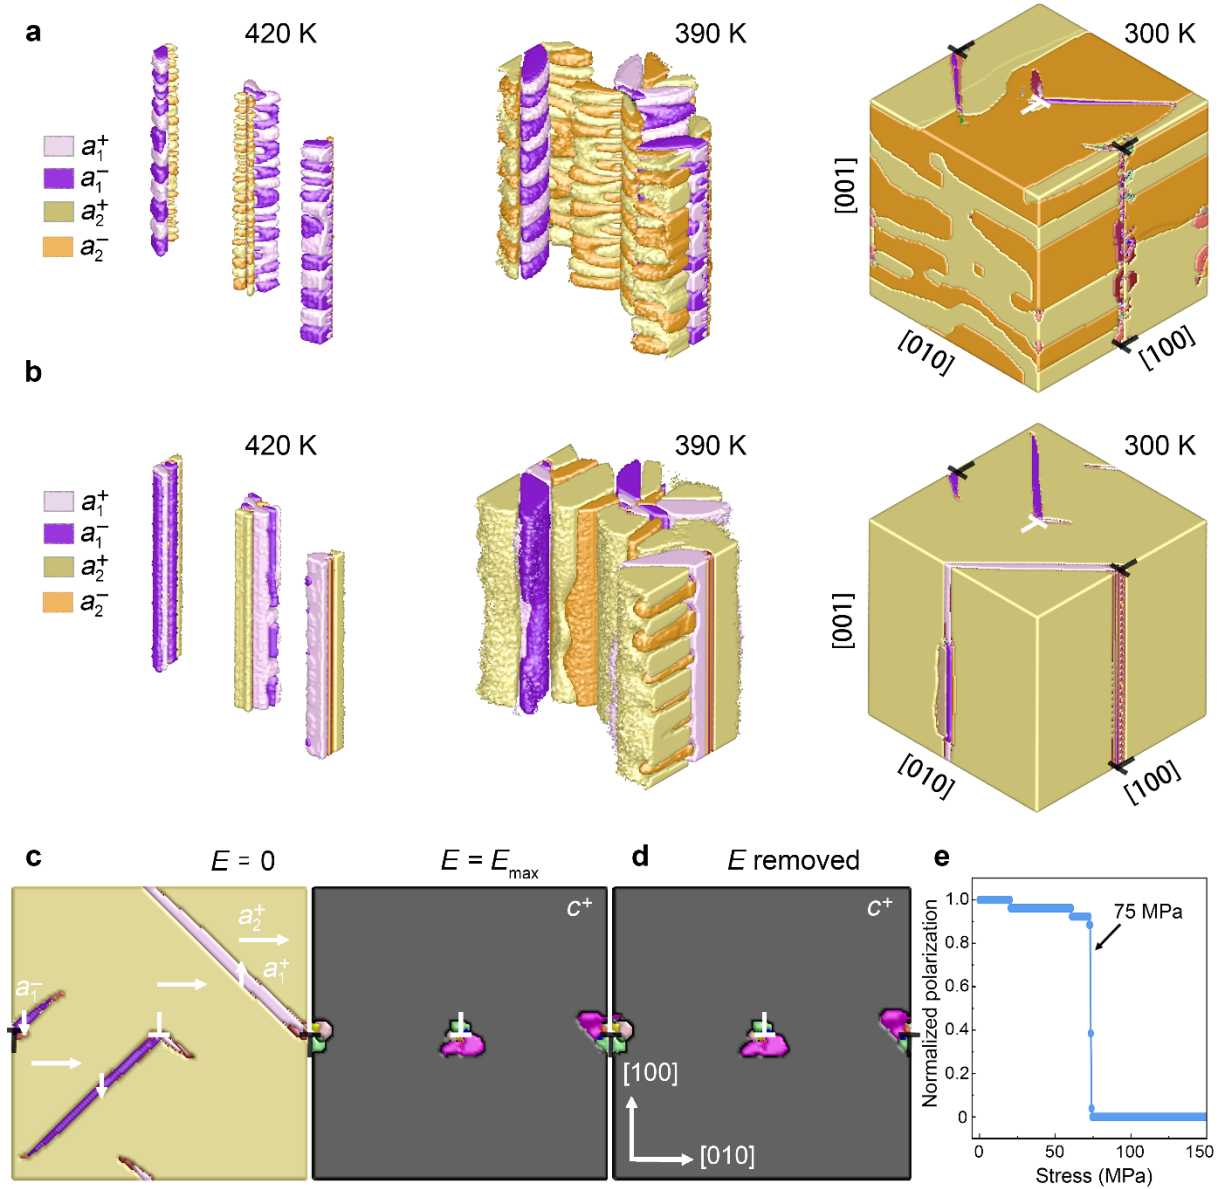 a
420 K
390 K
300 K
a₁⁺
a₁⁻
a₂⁺
a₂⁻
[001]
[010]
[100]
b
420 K
390 K
300 K
a₁⁺
a₁⁻
a₂⁺
a₂⁻
[001]
[010]
[100]
c
E = 0
E = Eₘₐₓ
d
E removed
e
a₂⁺
a₁⁺
a₁⁻
c⁺
c⁺
[100]
[010]
Normalized polarization
1.0
0.8
0.6
0.4
0.2
0
75 MPa
0
50
100
150
Stress (MPa)